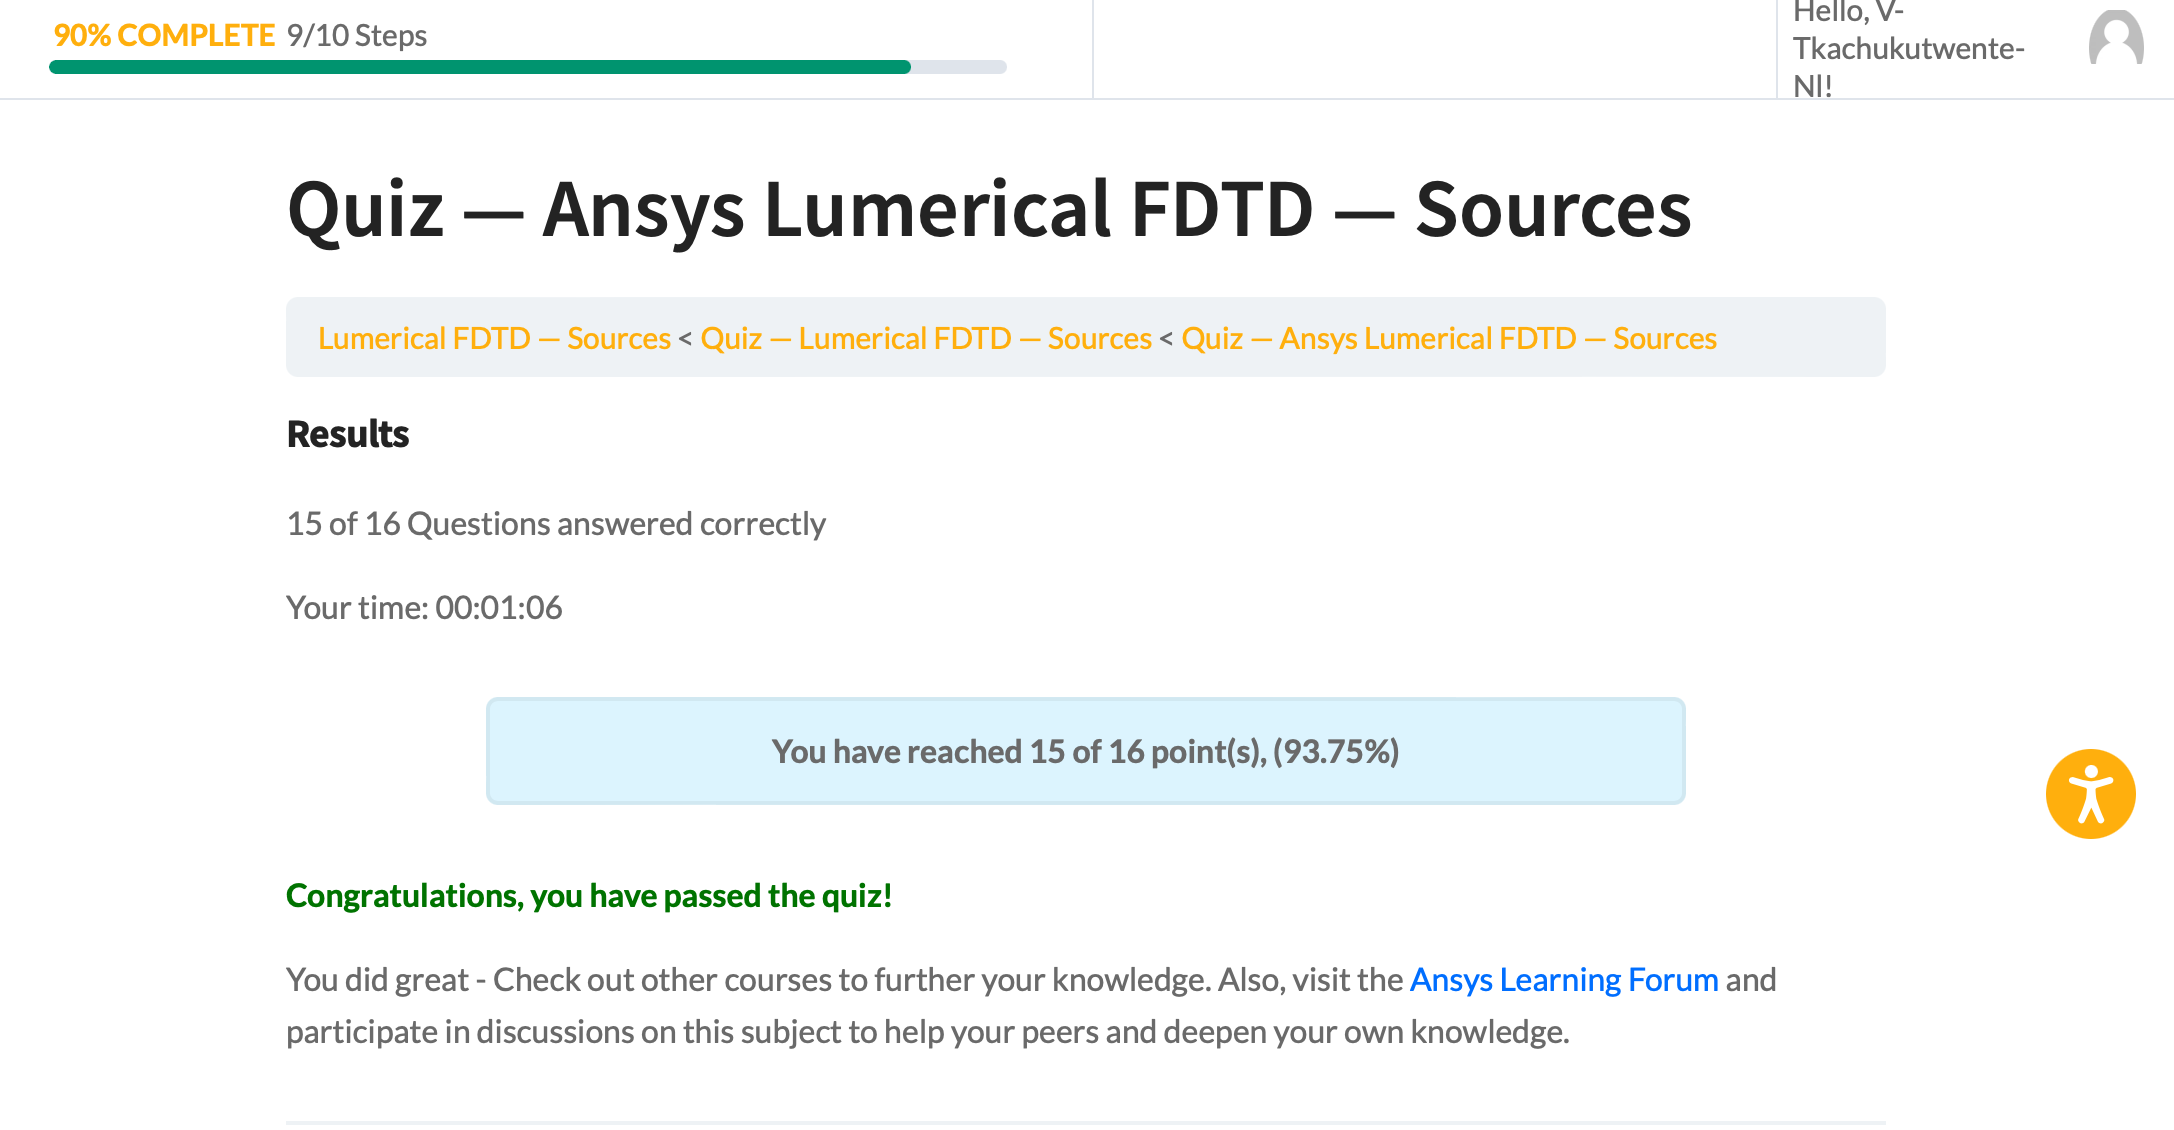 90% COMPLETE 9/10 Steps
Hello, V-
Tkachukutwente-
Nl!
Quiz — Ansys Lumerical FDTD — Sources
Lumerical FDTD — Sources < Quiz — Lumerical FDTD — Sources < Quiz — Ansys Lumerical FDTD — Sources
Results
15 of 16 Questions answered correctly
Your time: 00:01:06
You have reached 15 of 16 point(s), (93.75%)
Congratulations, you have passed the quiz!
You did great - Check out other courses to further your knowledge. Also, visit the Ansys Learning Forum and
participate in discussions on this subject to help your peers and deepen your own knowledge.